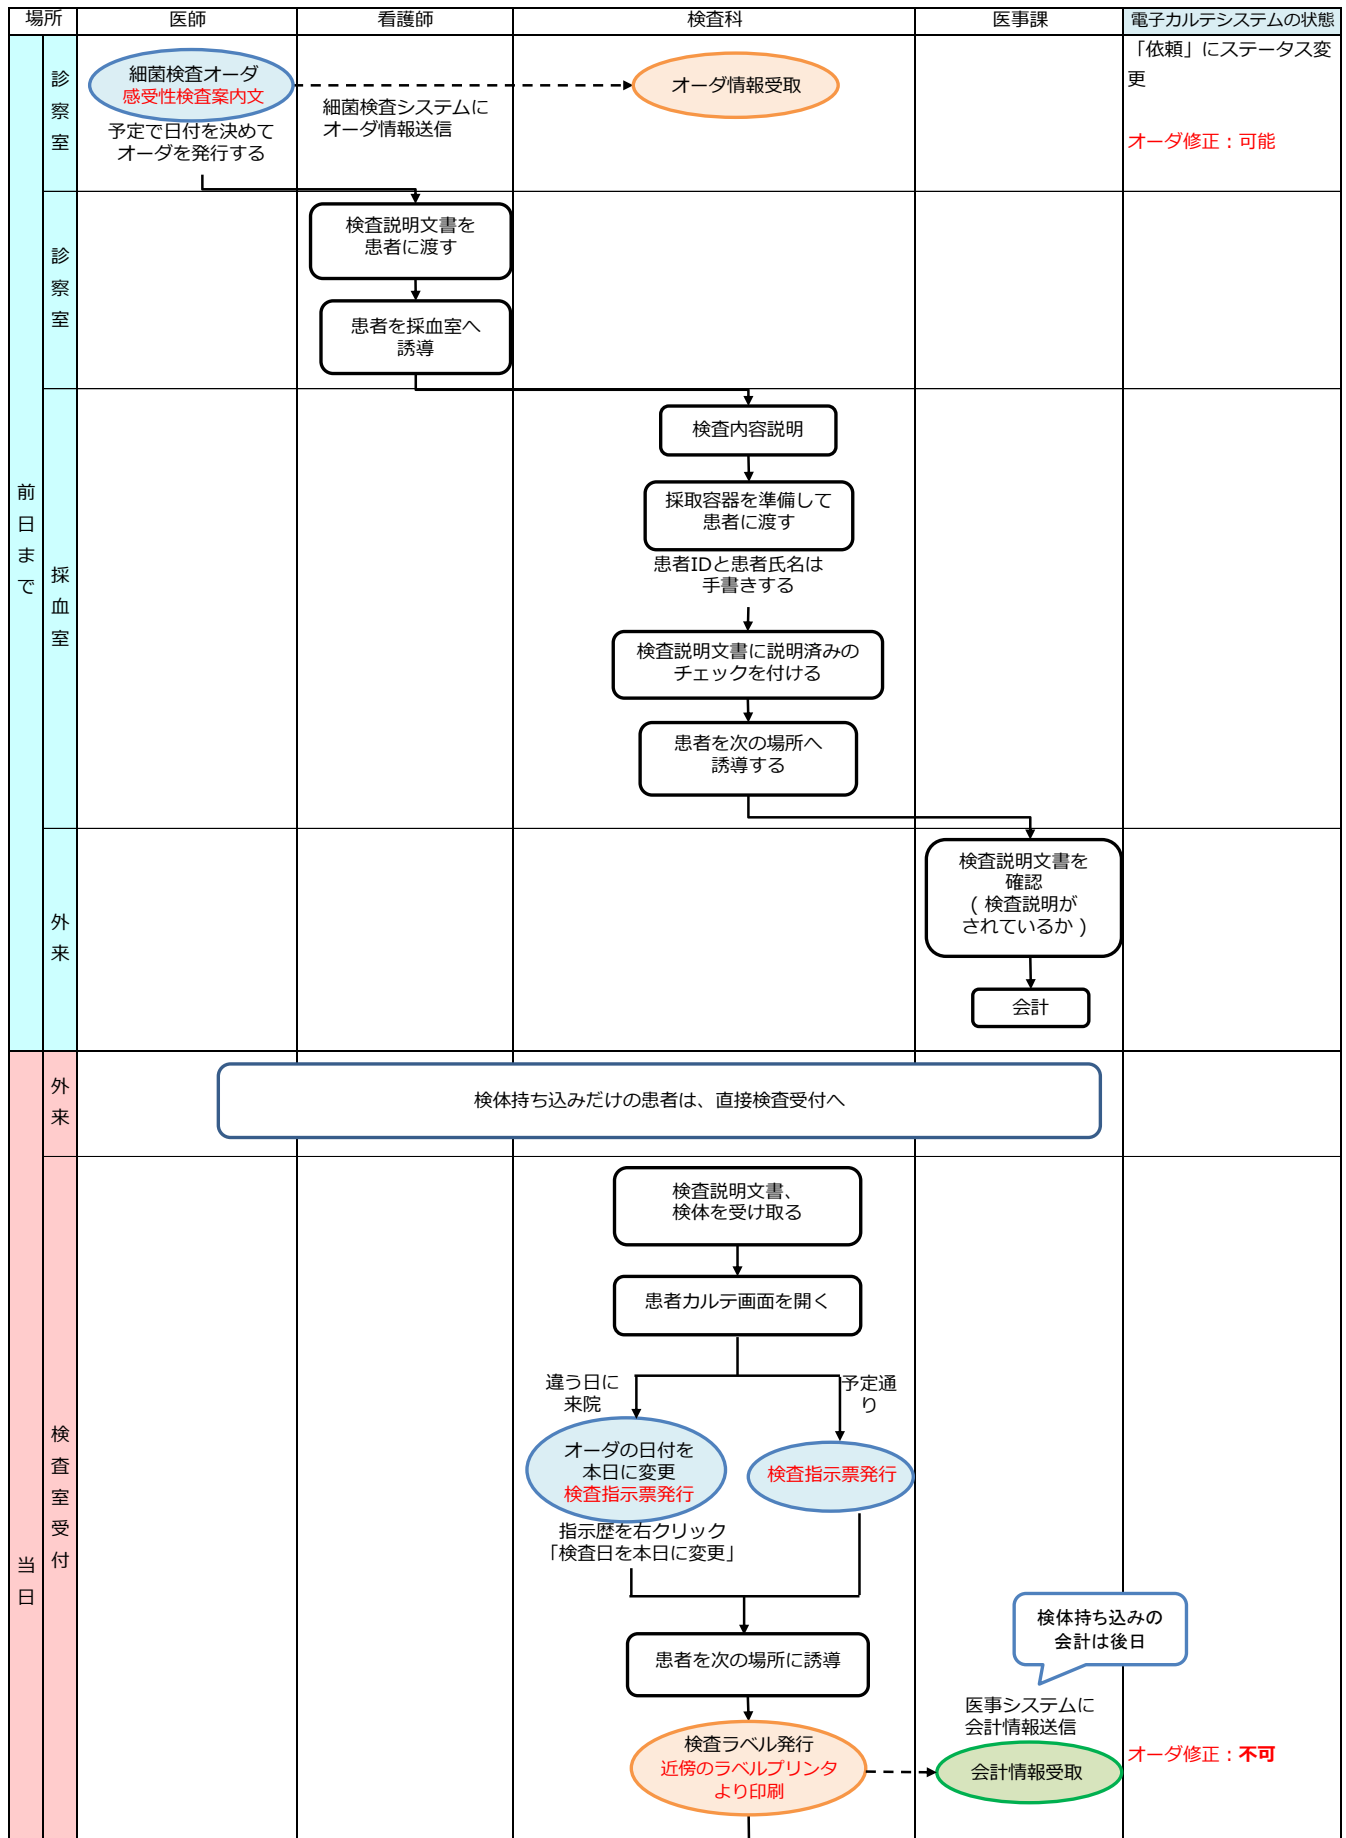 場所
医師
看護師
検査科
医事課
電子カルテシステムの状態
前日まで
診察室
細菌検査オーダ
感受性検査案内文
予定で日付を決めて
オーダを発行する
細菌検査システムに
オーダ情報送信
オーダ情報受取
「依頼」にステータス変
更
オーダ修正：可能
診察室
検査説明文書を
患者に渡す
患者を採血室へ
誘導
採血室
検査内容説明
採取容器を準備して
患者に渡す
患者IDと患者氏名は
手書きする
検査説明文書に説明済みの
チェックを付ける
患者を次の場所へ
誘導する
外来
検査説明文書を
確認
（検査説明が
されているか）
会計
当日
外来
検体持ち込みだけの患者は、直接検査受付へ
検査室受付
検査説明文書、
検体を受け取る
患者カルテ画面を開く
違う日に
来院
予定通
り
オーダの日付を
本日に変更
検査指示票発行
検査指示票発行
指示歴を右クリック
「検査日を本日に変更」
患者を次の場所に誘導
検体持ち込みの
会計は後日
医事システムに
会計情報送信
検査ラベル発行
近傍のラベルプリンタ
より印刷
会計情報受取
オーダ修正：不可